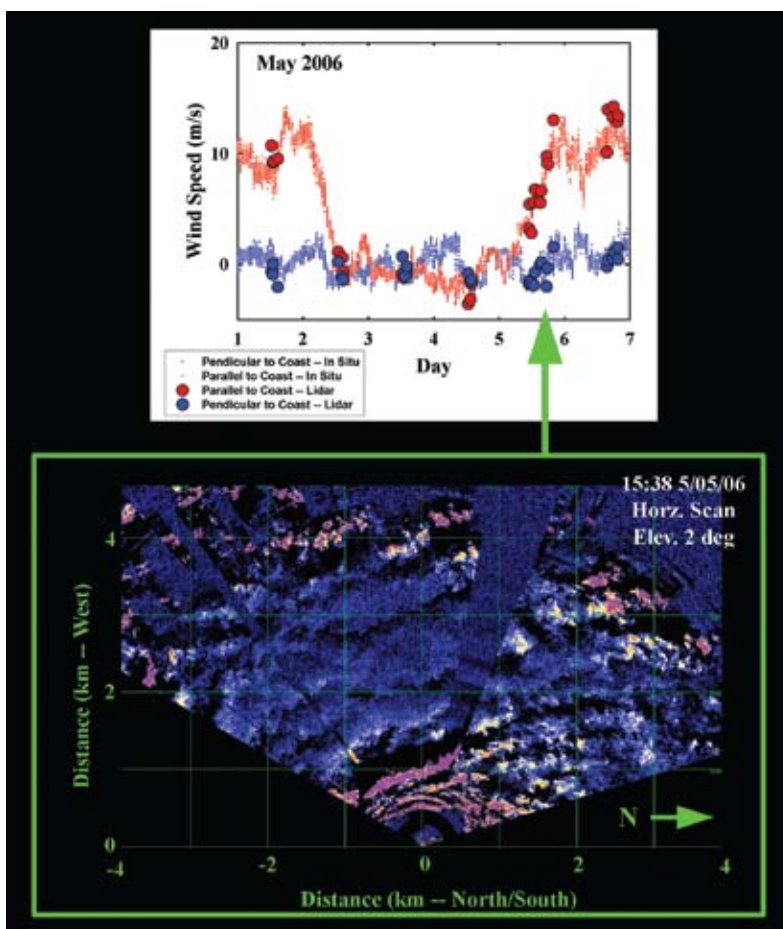 May 2006
20
10
0
Wind Speed (m/s)
1 2 3 4 5 6 7
Day
Pendicular to Coast -- In Situ
Parallel to Coast -- In Situ
Parallel to Coast -- Lidar
Pendicular to Coast -- Lidar
15:38 5/05/06
Horz. Scan
Elev. 2 deg
4
2
0
Distance (km -- West)
N
-4 -2 0 2 4
Distance (km -- North/South)